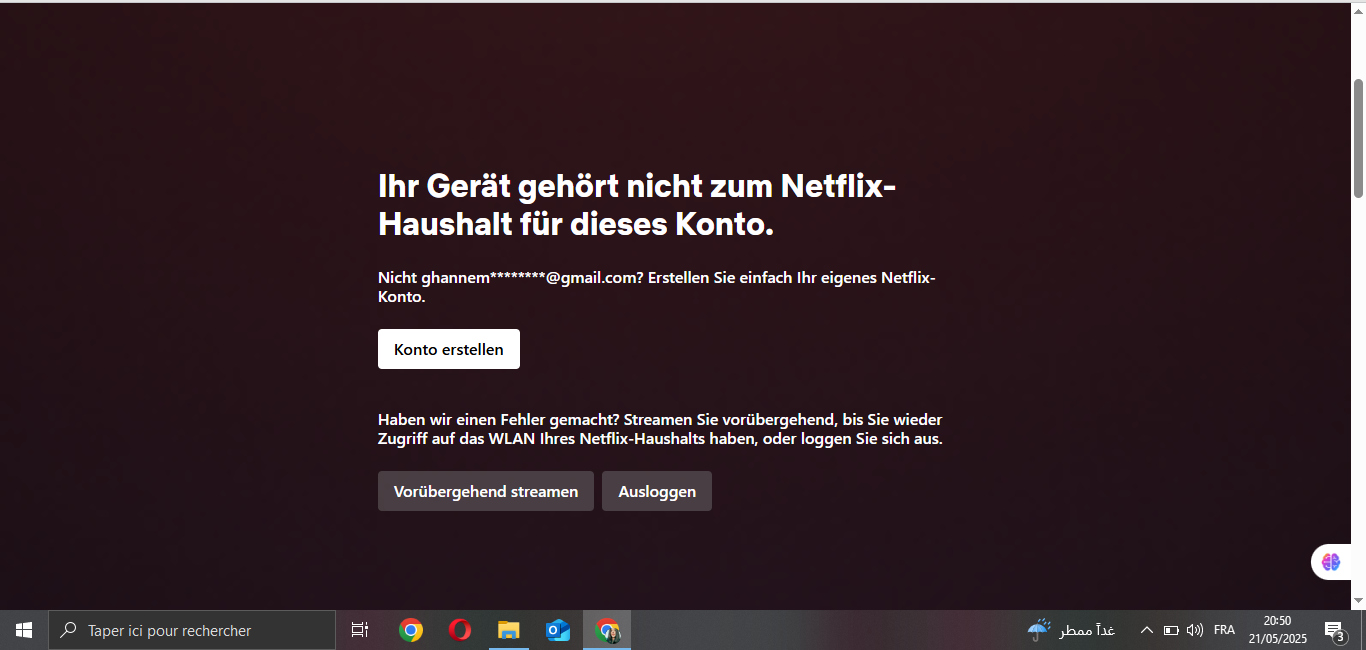 Ihr Gerät gehört nicht zum Netflix-
Haushalt für dieses Konto.
Nicht ghannem********@gmail.com? Erstellen Sie einfach Ihr eigenes Netflix-
Konto.
Konto erstellen
Haben wir einen Fehler gemacht? Streamen Sie vorübergehend, bis Sie wieder
Zugriff auf das WLAN Ihres Netflix-Haushalts haben, oder loggen Sie sich aus.
Vorübergehend streamen
Ausloggen
Taper ici pour rechercher
غداً ممطر
FRA
20:50
21/05/2025
3